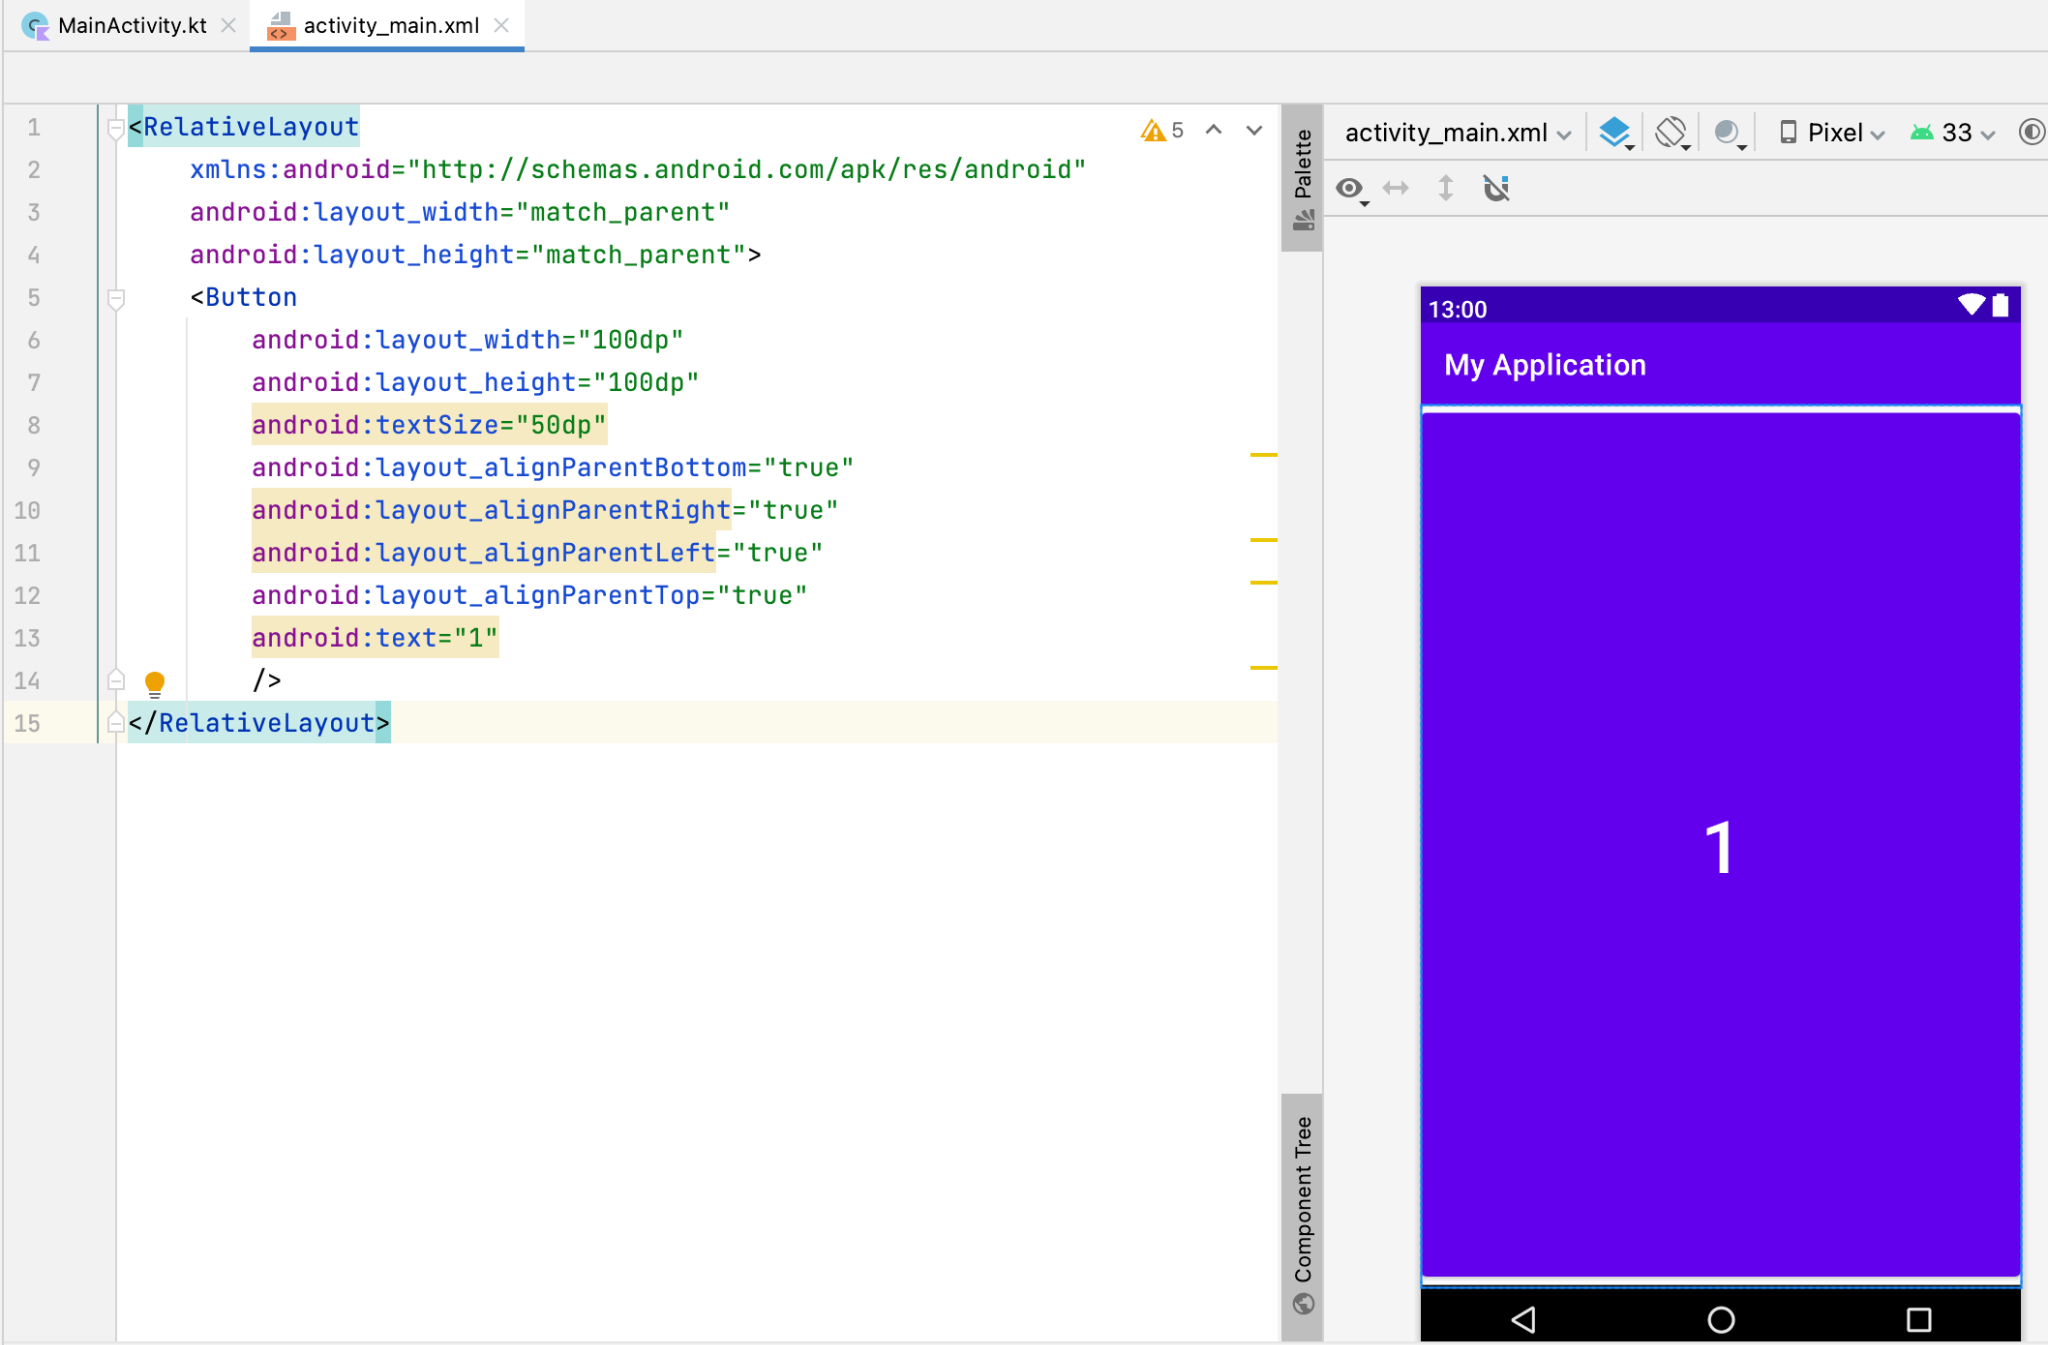 MainActivity.kt
activity_main.xml
1 <RelativeLayout
2 xmlns:android="http://schemas.android.com/apk/res/android"
3 android:layout_width="match_parent"
4 android:layout_height="match_parent">
5 <Button
6 android:layout_width="100dp"
7 android:layout_height="100dp"
8 android:textSize="50dp"
9 android:layout_alignParentBottom="true"
10 android:layout_alignParentRight="true"
11 android:layout_alignParentLeft="true"
12 android:layout_alignParentTop="true"
13 android:text="1"
14 />
15 </RelativeLayout>
5
Palette
Component Tree
activity_main.xml
Pixel
33
13:00
My Application
1